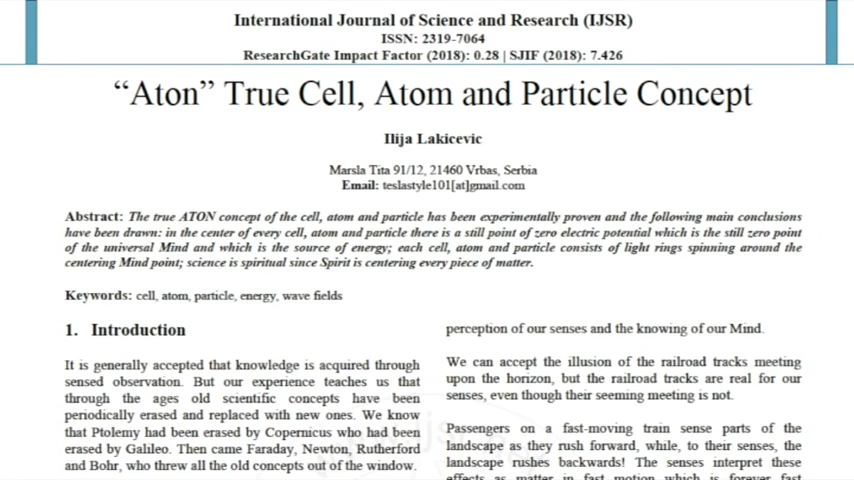 International Journal of Science and Research (IJSR)
ISSN: 2319-7064
ResearchGate Impact Factor (2018): 0.28 | SJIF (2018): 7.426
“Aton” True Cell, Atom and Particle Concept
Ilija Lakicevic
Marsla Tita 91/12, 21460 Vrbas, Serbia
Email: teslastyle101[at]gmail.com
Abstract: The true ATON concept of the cell, atom and particle has been experimentally proven and the following main conclusions
have been drawn: in the center of every cell, atom and particle there is a still point of zero electric potential which is the still zero point
of the universal Mind and which is the source of energy; each cell, atom and particle consists of light rings spinning around the
centering Mind point; science is spiritual since Spirit is centering every piece of matter.
Keywords: cell, atom, particle, energy, wave fields
1. Introduction
It is generally accepted that knowledge is acquired through
sensed observation. But our experience teaches us that
through the ages old scientific concepts have been
periodically erased and replaced with new ones. We know
that Ptolemy had been erased by Copernicus who had been
erased by Galileo. Then came Faraday, Newton, Rutherford
and Bohr, who threw all the old concepts out of the window.
perception of our senses and the knowing of our Mind.
We can accept the illusion of the railroad tracks meeting
upon the horizon, but the railroad tracks are real for our
senses, even though their seeming meeting is not.
Passengers on a fast-moving train sense parts of the
landscape as they rush forward, while, to their senses, the
landscape rushes backwards! The senses interpret these
effects as matter in fast motion which is forever fast